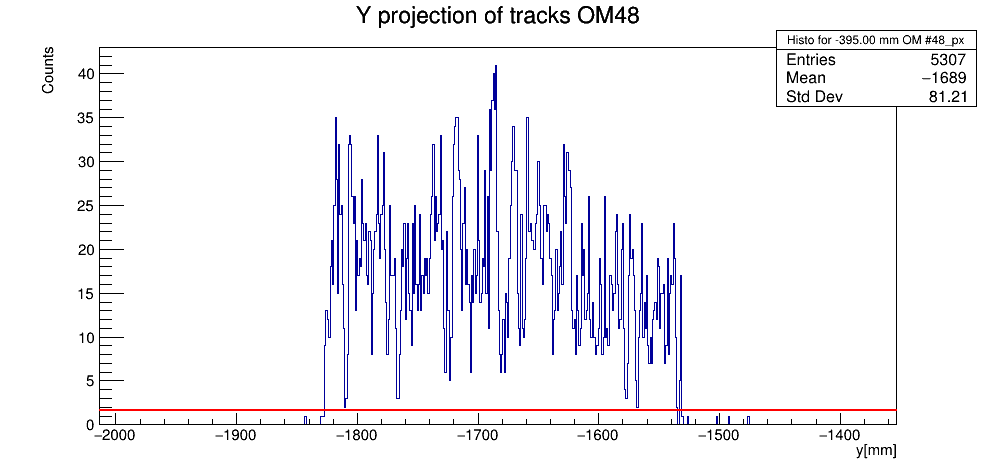 Y projection of tracks OM48
Histo for -395.00 mm OM #48_px
Entries 5307
Mean −1689
Std Dev 81.21
Counts
40
35
30
25
20
15
10
5
0
−2000 −1900 −1800 −1700 −1600 −1500 −1400
y[mm]